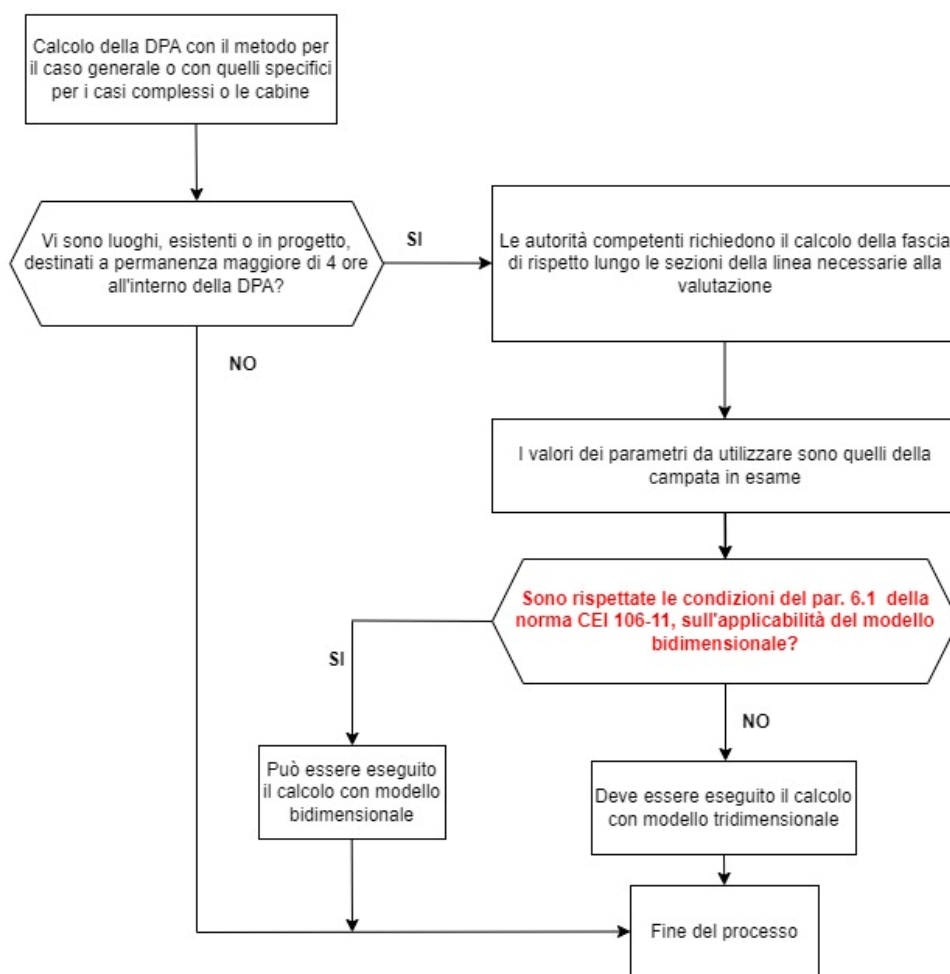 Calcolo della DPA con il metodo per
il caso generale o con quelli specifici
per i casi complessi o le cabine
Vi sono luoghi, esistenti o in progetto,
destinati a permanenza maggiore di 4 ore
all'interno della DPA?
SI
Le autorità competenti richiedono il calcolo della fascia
di rispetto lungo le sezioni della linea necessarie alla
valutazione
NO
I valori dei parametri da utilizzare sono quelli della
campata in esame
Sono rispettate le condizioni del par. 6.1 della
norma CEI 106-11, sull'applicabilità del modello
bidimensionale?
SI
NO
Può essere eseguito
il calcolo con modello
bidimensionale
Deve essere eseguito il calcolo
con modello tridimensionale
Fine del processo